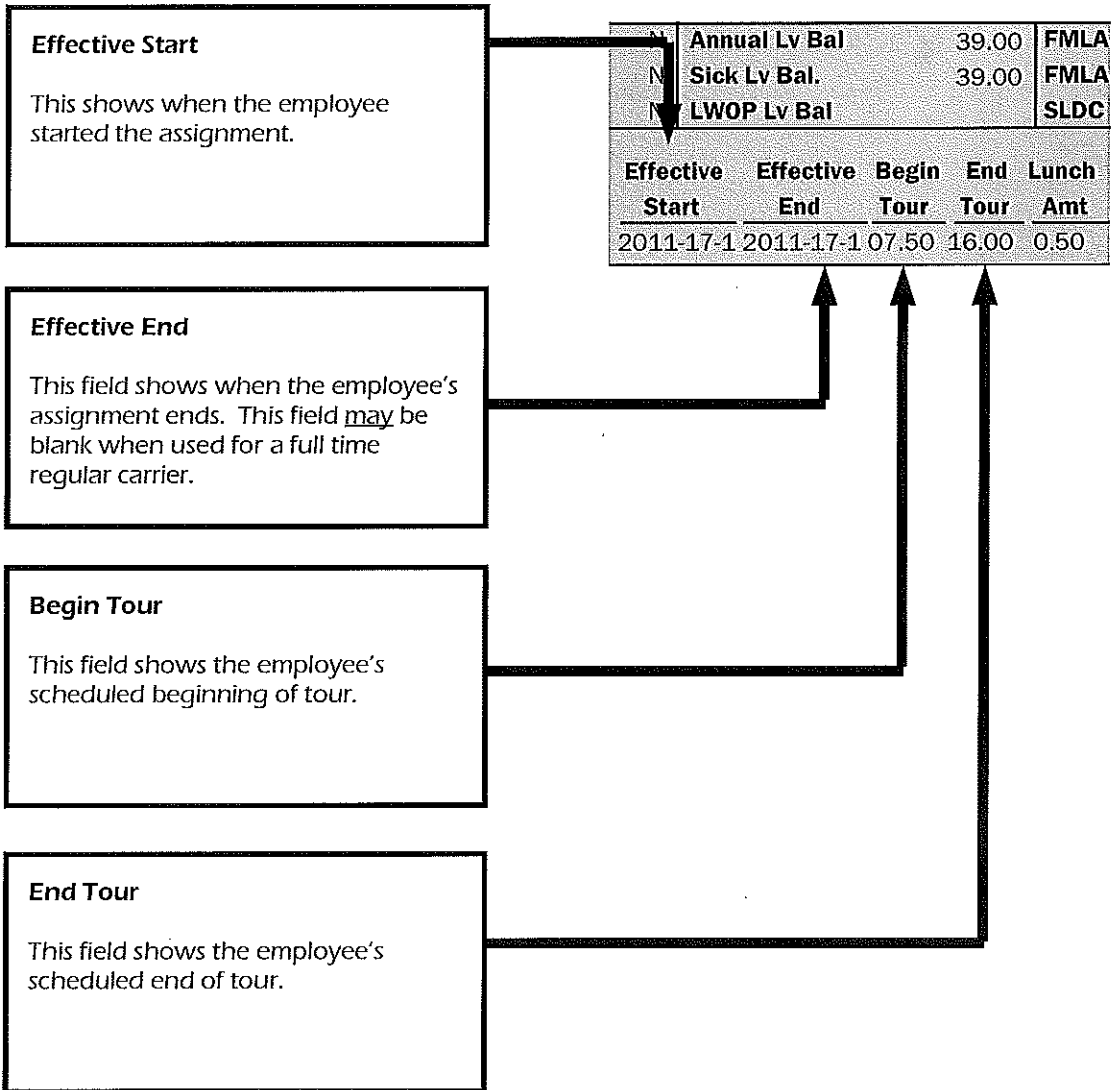 Effective Start
This shows when the employee
started the assignment.
N Annual Lv Bal 39.00 FMLA
N Sick Lv Bal. 39.00 FMLA
N LWOP Lv Bal SLDC
Effective Effective Begin End Lunch
Start End Tour Tour Amt
2011-17-1 2011-17-1 07.50 16.00 0.50
Effective End
This field shows when the employee's
assignment ends. This field may be
blank when used for a full time
regular carrier.
Begin Tour
This field shows the employee's
scheduled beginning of tour.
End Tour
This field shows the employee's
scheduled end of tour.